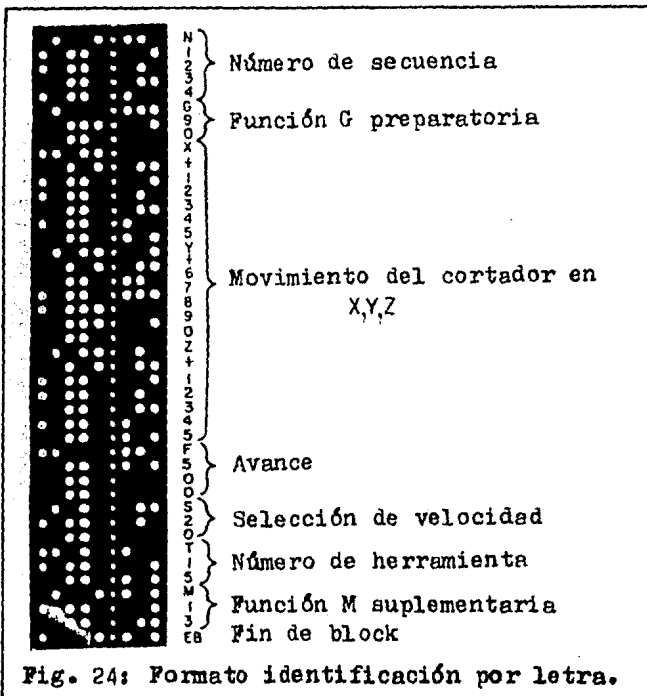 N
1
2
3
4
Número de secuencia
G
9
0
Función G preparatoria
X
+
1
2
3
4
5
Y
+
6
7
8
9
0
Z
+
1
2
3
4
5
Movimiento del cortador en
X,Y,Z
F
5
0
0
Avance
S
2
0
Selección de velocidad
T
1
5
Número de herramienta
M
1
3
Función M suplementaria
EB Fin de block
Fig. 24: Formato identificación por letra.